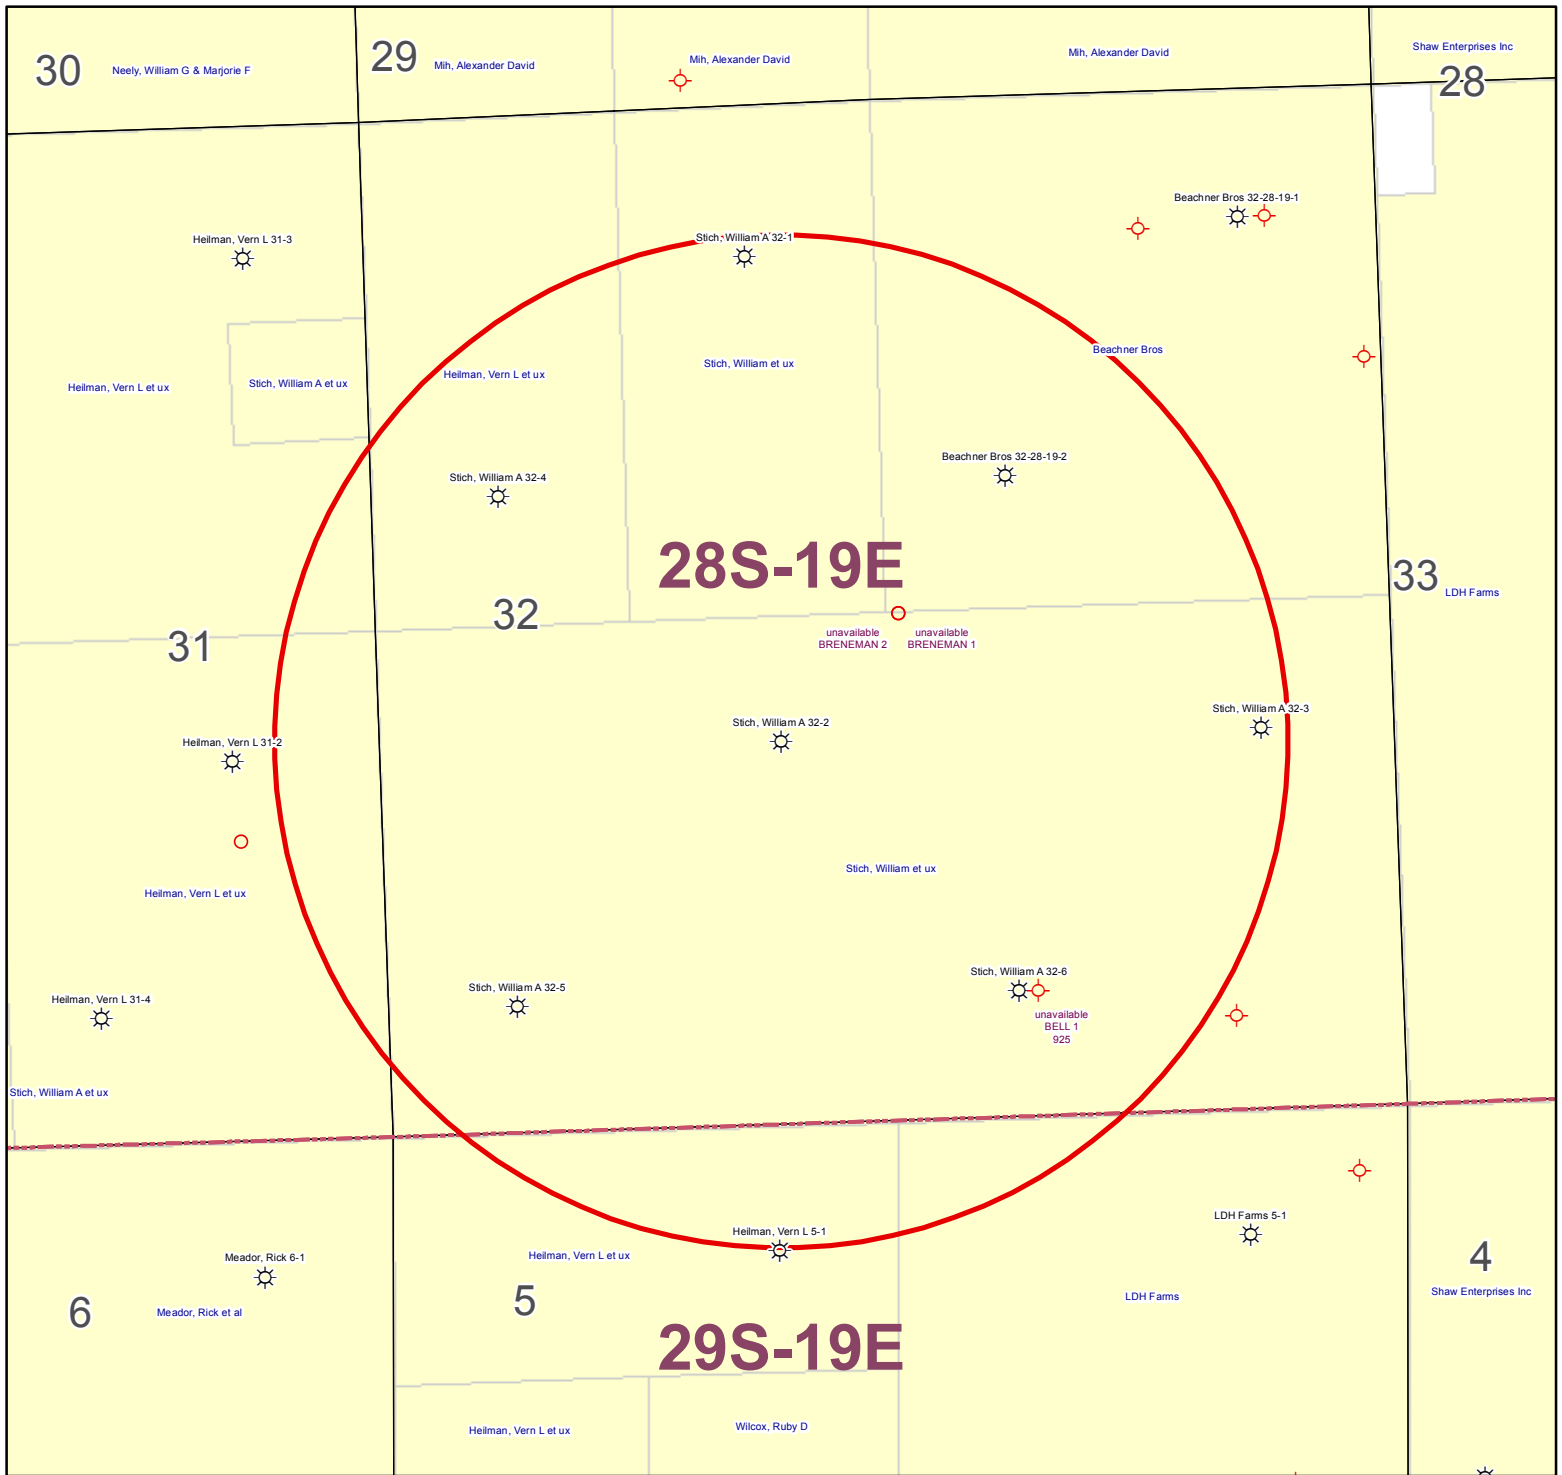 30
Neely, William G & Marjorie F
29
Mih, Alexander David
Mih, Alexander David
Mih, Alexander David
Shaw Enterprises Inc
28
Beachner Bros 32-28-19-1
Heilman, Vern L 31-3
Stich, William A 32-1
Beachner Bros
Stich, William et ux
Heilman, Vern L et ux
Stich, William A et ux
Heilman, Vern L et ux
Beachner Bros 32-28-19-2
Stich, William A 32-4
28S-19E
33
LDH Farms
32
31
unavailable
BRENEMAN 2
unavailable
BRENEMAN 1
Stich, William A 32-3
Stich, William A 32-2
Heilman, Vern L 31-2
Stich, William et ux
Heilman, Vern L et ux
Stich, William A 32-6
Stich, William A 32-5
Heilman, Vern L 31-4
unavailable
BELL 1
925
Stich, William A et ux
LDH Farms 5-1
Heilman, Vern L 5-1
Heilman, Vern L et ux
Meador, Rick 6-1
4
Shaw Enterprises Inc
LDH Farms
5
6
Meador, Rick et al
29S-19E
Heilman, Vern L et ux
Wilcox, Ruby D